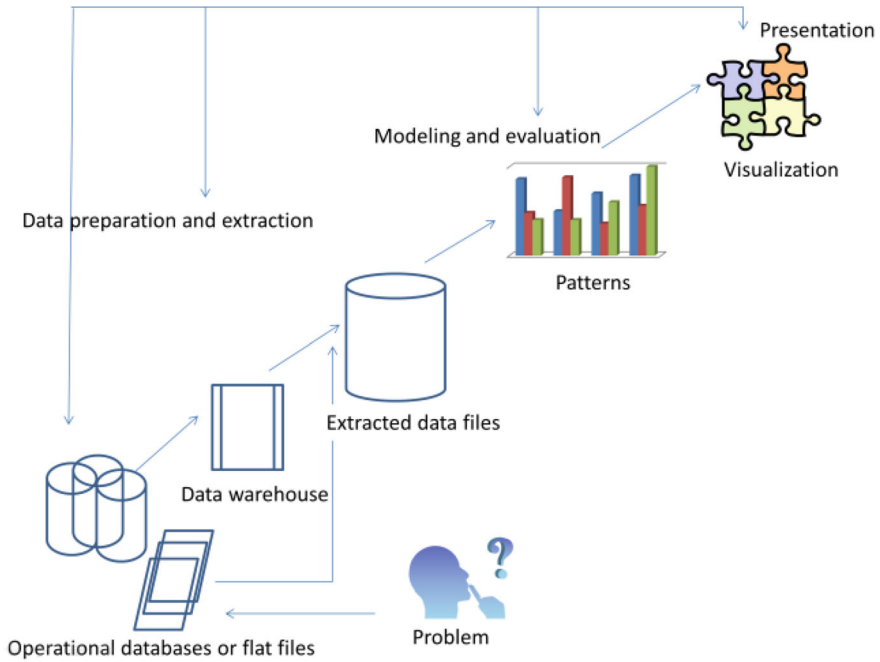 Presentation
Modeling and evaluation
Visualization
Data preparation and extraction
Patterns
Extracted data files
Data warehouse
?
Problem
Operational databases or flat files